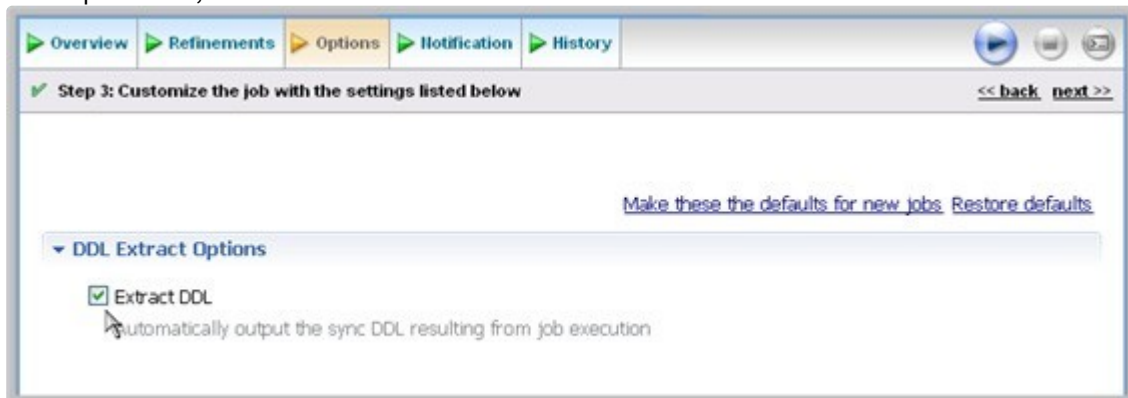 Overview Refinements Options Notification History
Step 3: Customize the job with the settings listed below << back next >>
Make these the defaults for new jobs Restore defaults
DDL Extract Options
Extract DDL
Automatically output the sync DDL resulting from job execution